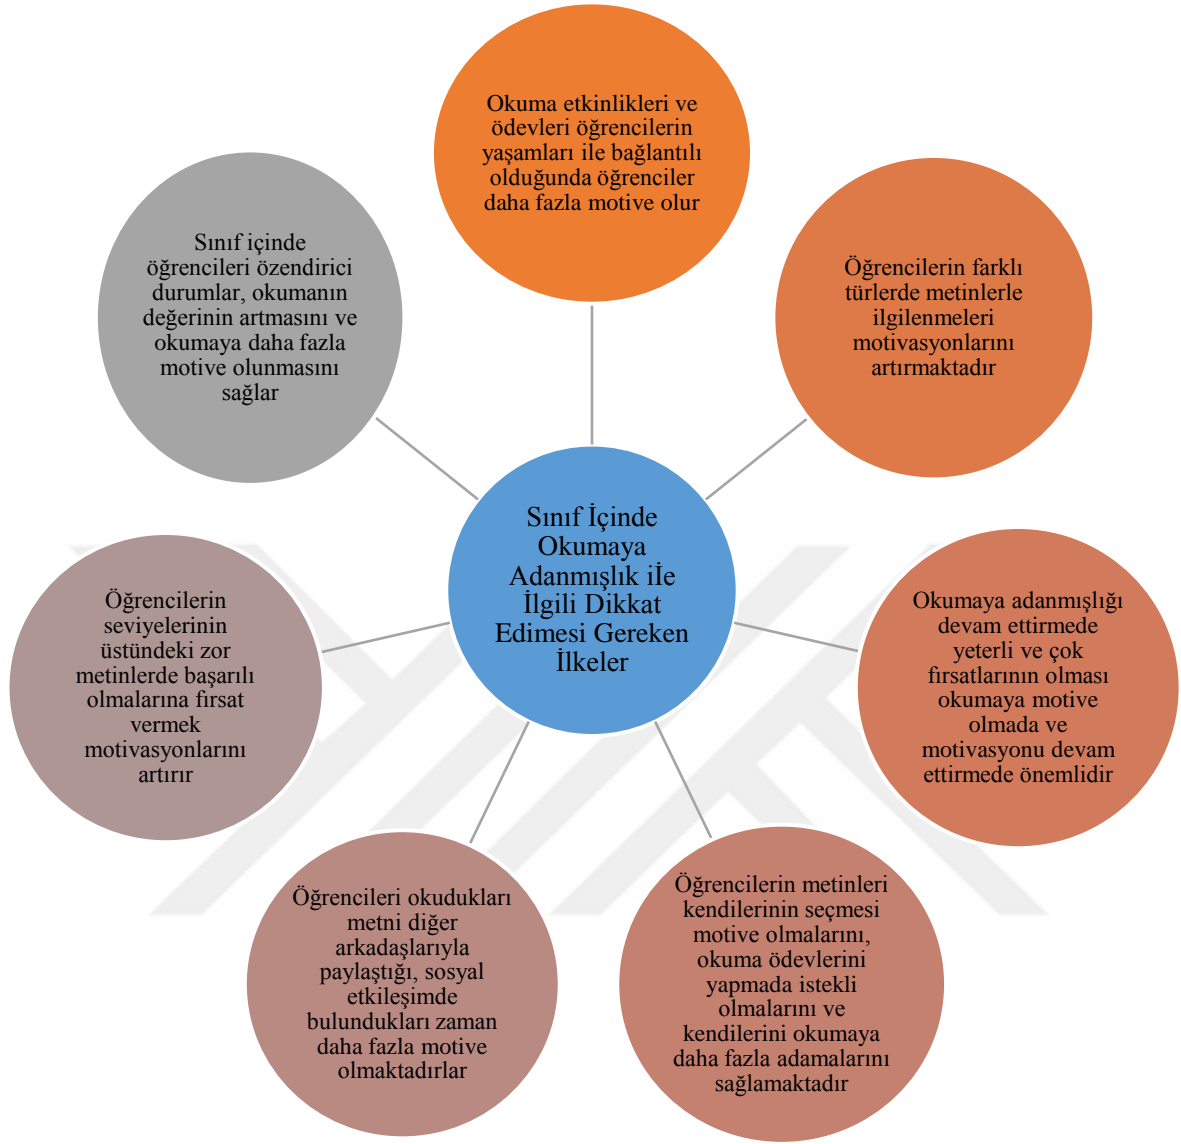 Okuma etkinlikleri ve
ödevleri öğrencilerin
yaşamları ile bağlantılı
olduğunda öğrenciler
daha fazla motive olur
Öğrencilerin farklı
türlerde metinlerle
ilgilenmeleri
motivasyonlarını
artırmaktadır
Okumaya adanmışlığı
devam ettirmede
yeterli ve çok
fırsatlarının olması
okumaya motive
olmada ve
motivasyonu devam
ettirmede önemlidir
Öğrencilerin metinleri
kendilerinin seçmesi
motive olmalarını,
okuma ödevlerini
yapmada istekli
olmalarını ve
kendilerini okumaya
daha fazla adamalarını
sağlamaktadır
Öğrencileri okudukları
metni diğer
arkadaşlarıyla
paylaştığı, sosyal
etkileşimde
bulundukları zaman
daha fazla motive
olmaktadırlar
Öğrencilerin
seviyelerinin
üstündeki zor
metinlerde başarılı
olmalarına fırsat
vermek
motivasyonlarını
artırır
Sınıf içinde
öğrencileri özendirici
durumlar, okumanın
değerinin artmasını ve
okumaya daha fazla
motive olunmasını
sağlar
Sınıf İçinde
Okumaya
Adanmışlık iİe
İlgili Dikkat
Edimesi Gereken
İlkeler